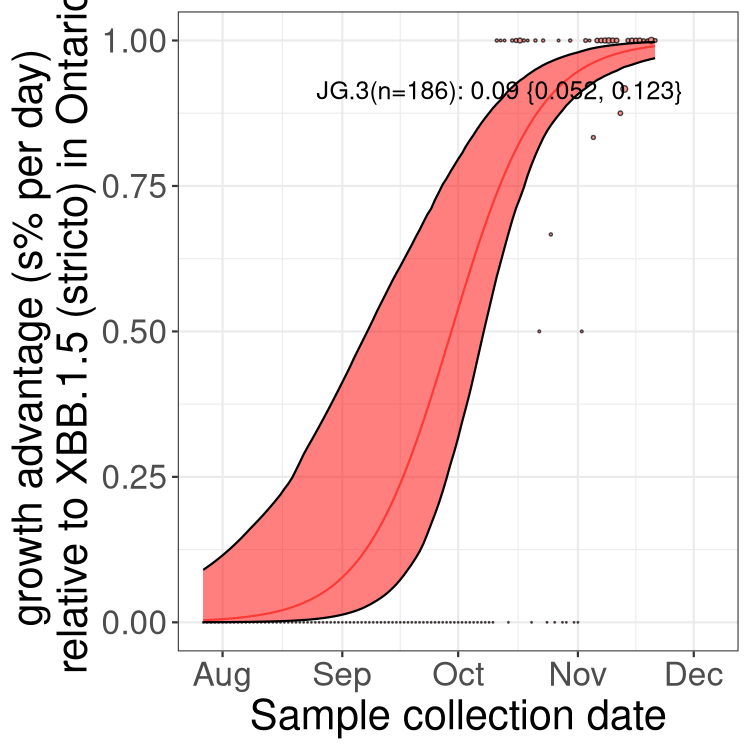 growth advantage (s% per day)
relative to XBB.1.5 (stricto) in Ontario
1.00
0.75
0.50
0.25
0.00
JG.3(n=186): 0.09 {0.052, 0.123}
Aug Sep Oct Nov Dec
Sample collection date